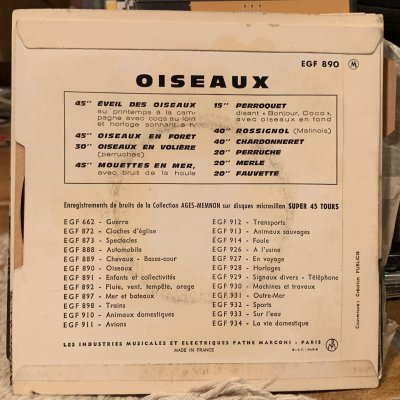 EGF 890 M
OISEAUX
45" ÉVEIL DES OISEAUX
au printemps à la cam-
pagne avec coqs au loin
et horloge sonnant 6 h.
45" OISEAUX EN FORÊT
30" OISEAUX EN VOLIÈRE
(perruches)
45" MOUETTES EN MER,
avec bruit de la houle
15" PERROQUET
disant « Bonjour, Coco »,
avec oiseaux en fond
40" ROSSIGNOL (Malinois)
40" CHARDONNERET
20" PERRUCHE
20" MERLE
20" FAUVETTE
Enregistrements de bruits de la Collection AGES-MEMNON sur disques microsillon SUPER 45 TOURS
EGF 662 - Guerre
EGF 872 - Cloches d'église
EGF 873 - Spectacles
EGF 888 - Automobile
EGF 889 - Chevaux - Basse-cour
EGF 890 - Oiseaux
EGF 891 - Enfants et collectivités
EGF 892 - Pluie, vent, tempête, orage
EGF 897 - Mer et bateaux
EGF 898 - Trains
EGF 910 - Animaux domestiques
EGF 911 - Avions
EGF 912 - Transports
EGF 913 - Animaux sauvages
EGF 914 - Foule
EGF 926 - A l'usine
EGF 927 - En voyage
EGF 928 - Horloges
EGF 929 - Signaux divers - Téléphone
EGF 930 - Machines et travaux
EGF 931 - Outre-Mer
EGF 932 - Sports
EGF 933 - Sur l'eau
EGF 934 - La vie domestique
Couverture : Création PUBLICIS
LES INDUSTRIES MUSICALES ET ELECTRIQUES PATHE MARCONI - PARIS
MADE IN FRANCE